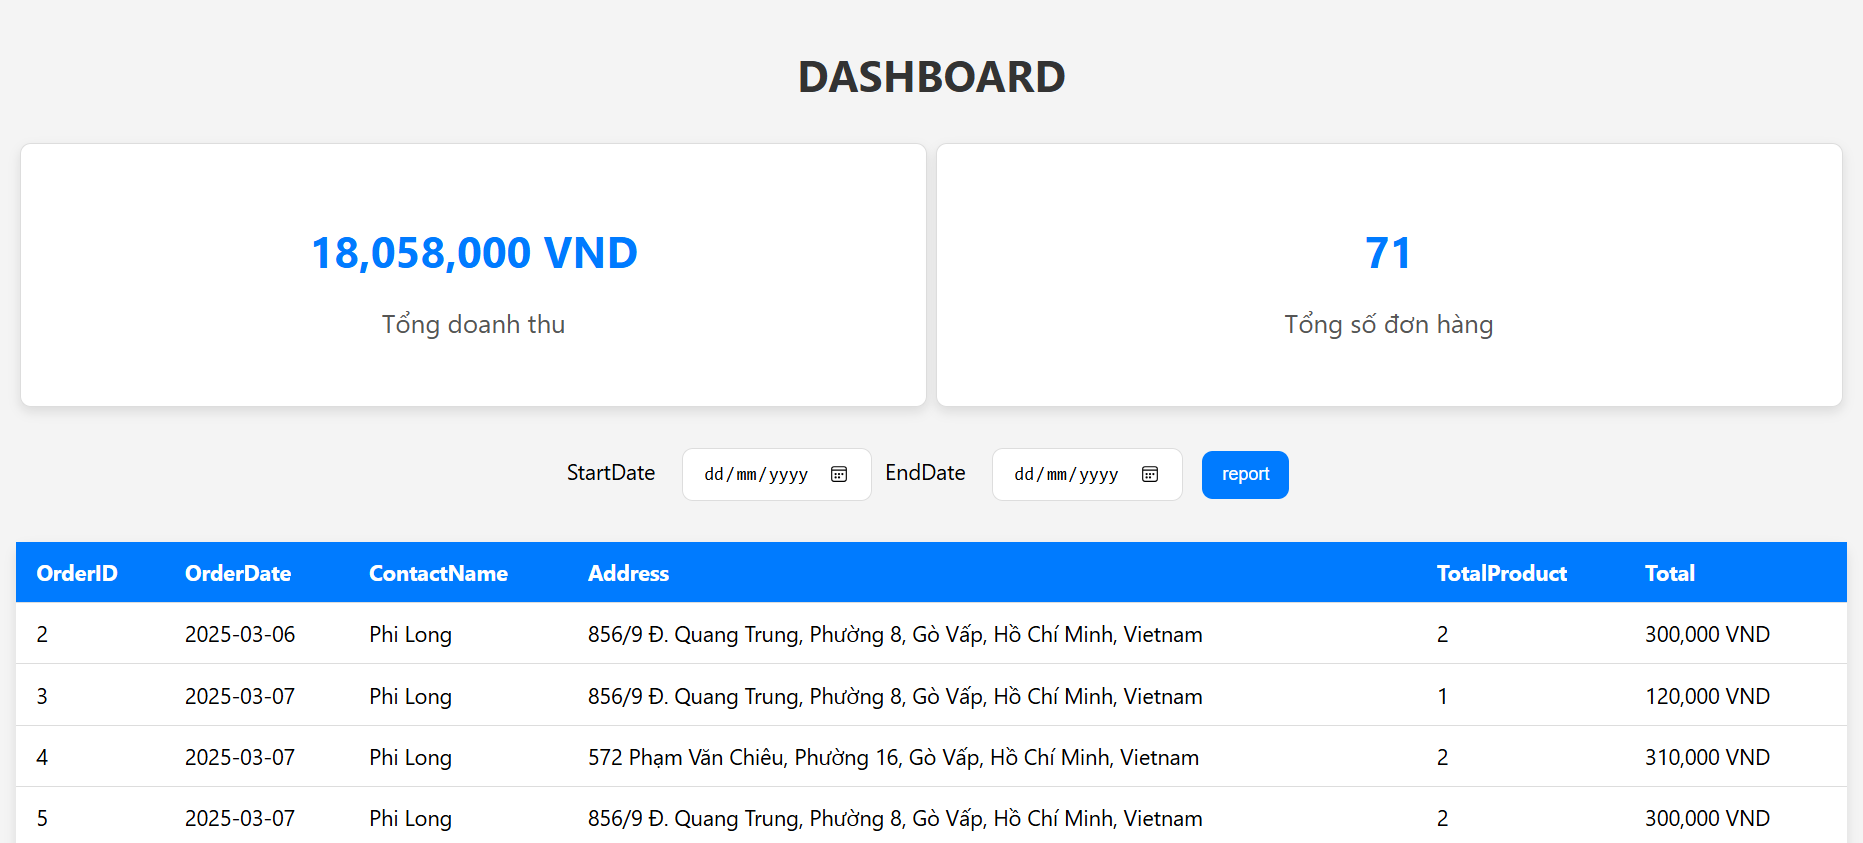 DASHBOARD
18,058,000 VND
Tổng doanh thu
71
Tổng số đơn hàng
StartDate dd/mm/yyyy EndDate dd/mm/yyyy report
OrderID OrderDate ContactName Address TotalProduct Total
2 2025-03-06 Phi Long 856/9 Đ. Quang Trung, Phường 8, Gò Vấp, Hồ Chí Minh, Vietnam 2 300,000 VND
3 2025-03-07 Phi Long 856/9 Đ. Quang Trung, Phường 8, Gò Vấp, Hồ Chí Minh, Vietnam 1 120,000 VND
4 2025-03-07 Phi Long 572 Phạm Văn Chiêu, Phường 16, Gò Vấp, Hồ Chí Minh, Vietnam 2 310,000 VND
5 2025-03-07 Phi Long 856/9 Đ. Quang Trung, Phường 8, Gò Vấp, Hồ Chí Minh, Vietnam 2 300,000 VND